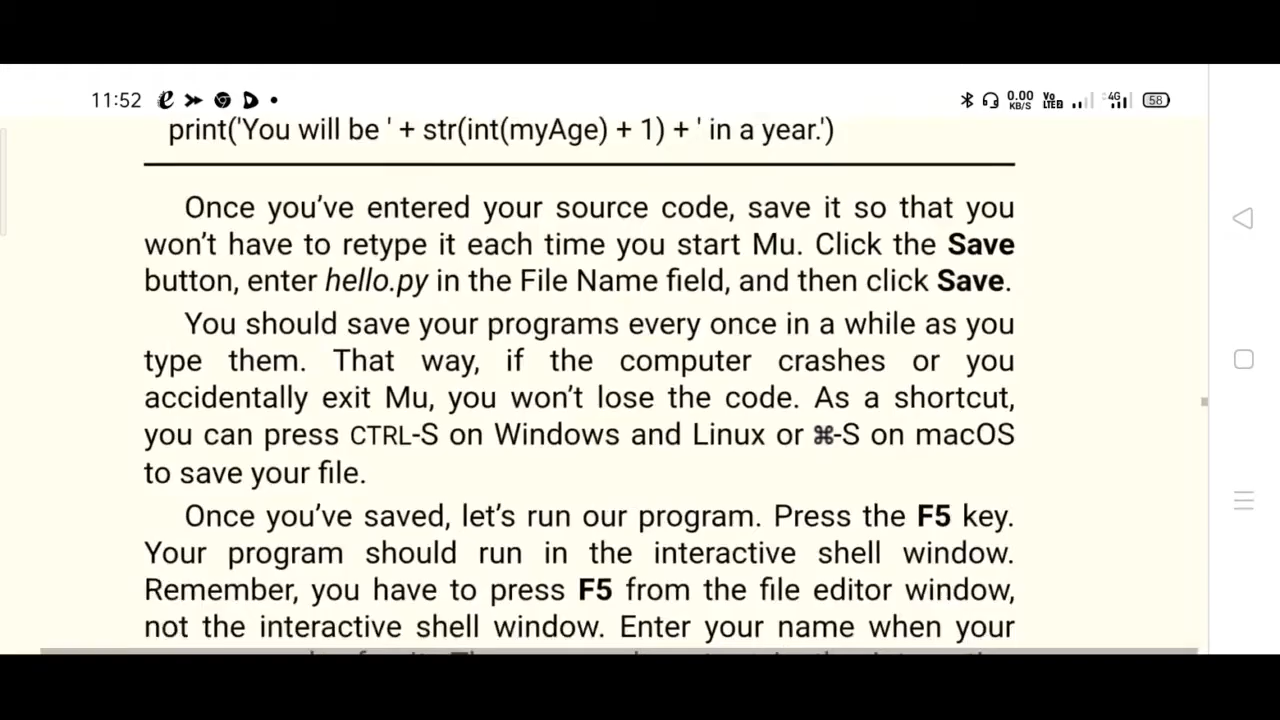 11:52
0.00
KB/S
Vo
LTE
4G
58
print('You will be ' + str(int(myAge) + 1) + ' in a year.')
Once you’ve entered your source code, save it so that you
won’t have to retype it each time you start Mu. Click the Save
button, enter hello.py in the File Name field, and then click Save.
You should save your programs every once in a while as you
type them. That way, if the computer crashes or you
accidentally exit Mu, you won’t lose the code. As a shortcut,
you can press CTRL-S on Windows and Linux or ⌘-S on macOS
to save your file.
Once you’ve saved, let’s run our program. Press the F5 key.
Your program should run in the interactive shell window.
Remember, you have to press F5 from the file editor window,
not the interactive shell window. Enter your name when your